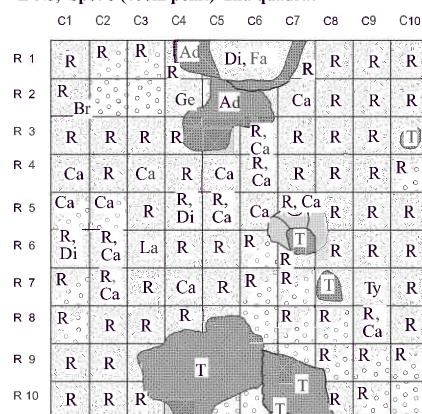 C1 C2 C3 C4 C5 C6 C7 C8 C9 C10
R 1 R R R R Ad Di, Fa R R R R
R 2 R Br Ge Ad Ca R R R
R 3 R R R R R, Ca R R R T
R 4 Ca R Ca R Ca R, Ca R R R R
R 5 Ca Ca R R, Di R, Ca Ca R, Ca R R R
R 6 R, Di R, Ca La R R R T R R R
R 7 R R, Ca R Ca R R R T Ty R
R 8 R R R R R R R, Ca R
R 9 R R T T R R R
R 10 R R R T R R